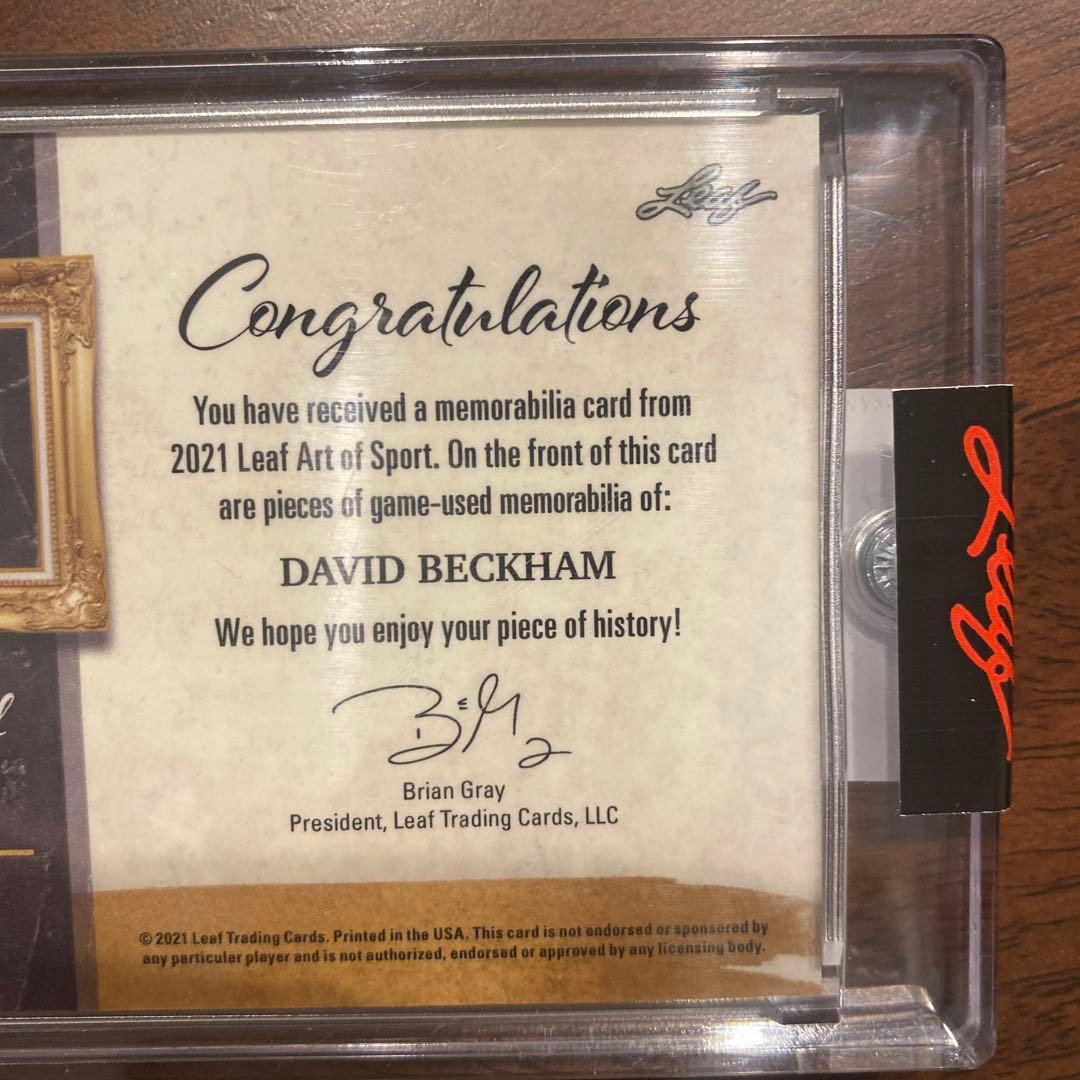 Leaf
Congratulations
You have received a memorabilia card from
2021 Leaf Art of Sport. On the front of this card
are pieces of game-used memorabilia of:
DAVID BECKHAM
We hope you enjoy your piece of history!
Brian Gray
President, Leaf Trading Cards, LLC
© 2021 Leaf Trading Cards. Printed in the USA. This card is not endorsed or sponsored by
any particular player and is not authorized, endorsed or approved by any licensing body.
Leaf